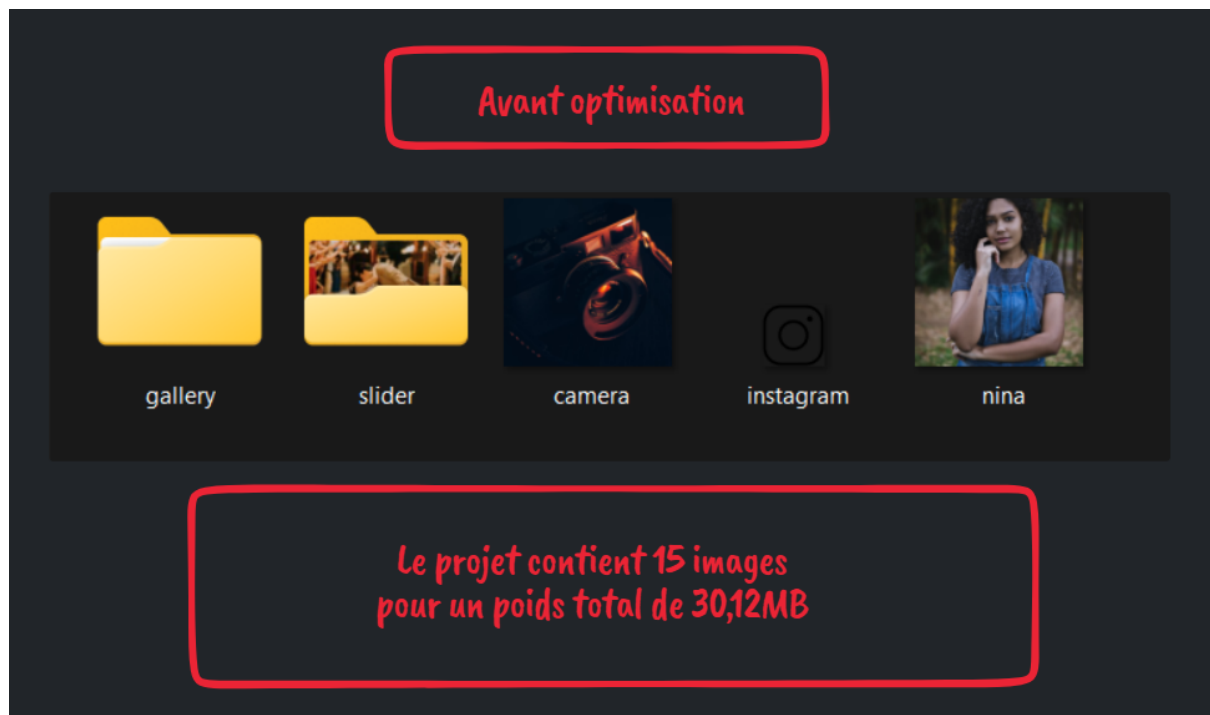 Avant optimisation
gallery
slider
camera
instagram
nina
Le projet contient 15 images
pour un poids total de 30,12MB